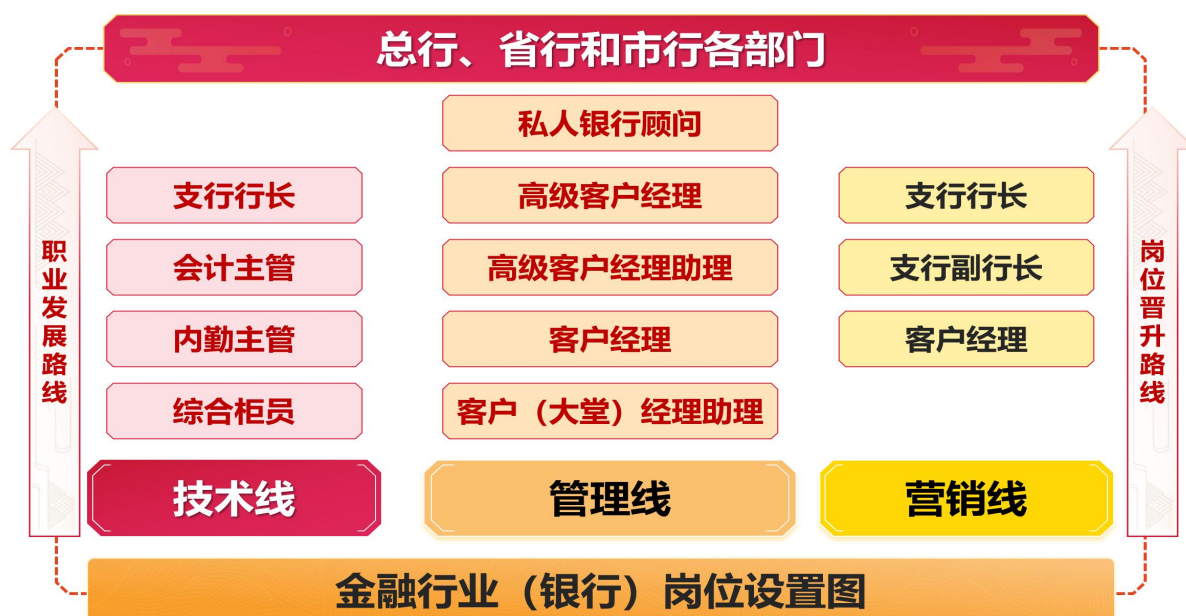 总行、省行和市行各部门
私人银行顾问
支行行长
高级客户经理
支行行长
会计主管
高级客户经理助理
支行副行长
内勤主管
客户经理
客户经理
综合柜员
客户（大堂）经理助理
技术线
管理线
营销线
职业发展路线
岗位晋升路线
金融行业（银行）岗位设置图